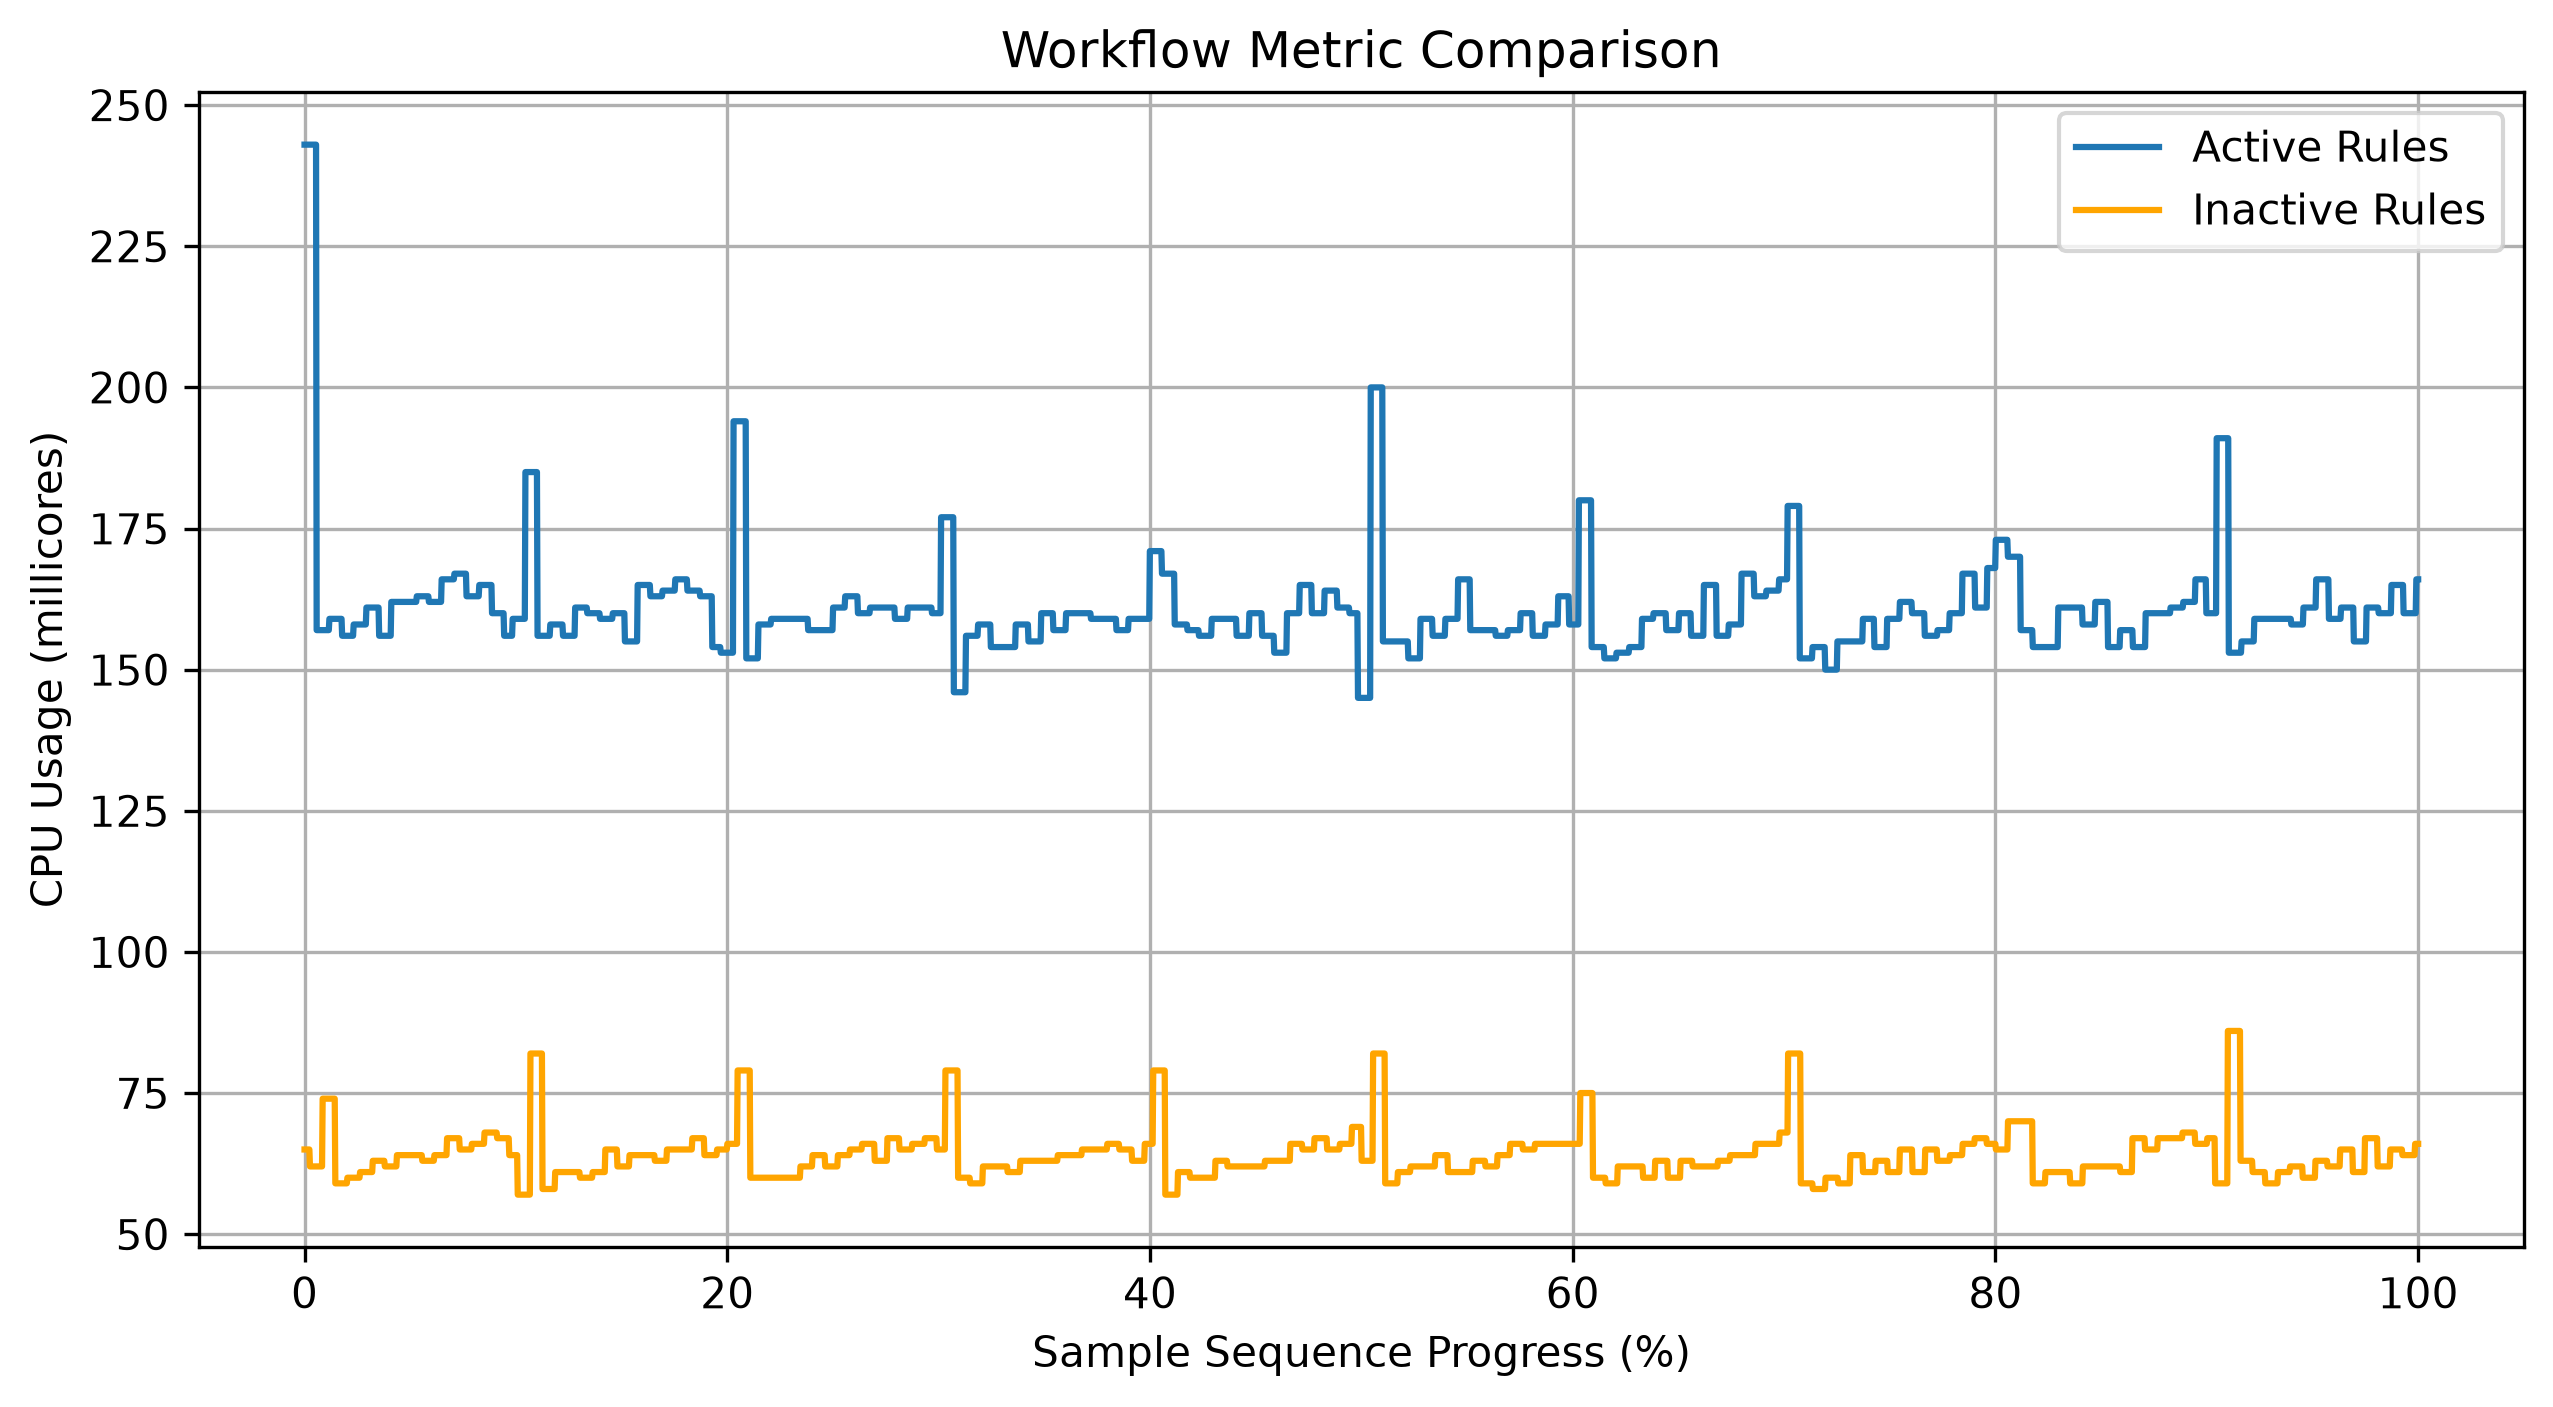 Workflow Metric Comparison
250
225
200
175
150
125
100
75
50
CPU Usage (millicores)
Active Rules
Inactive Rules
0 20 40 60 80 100
Sample Sequence Progress (%)